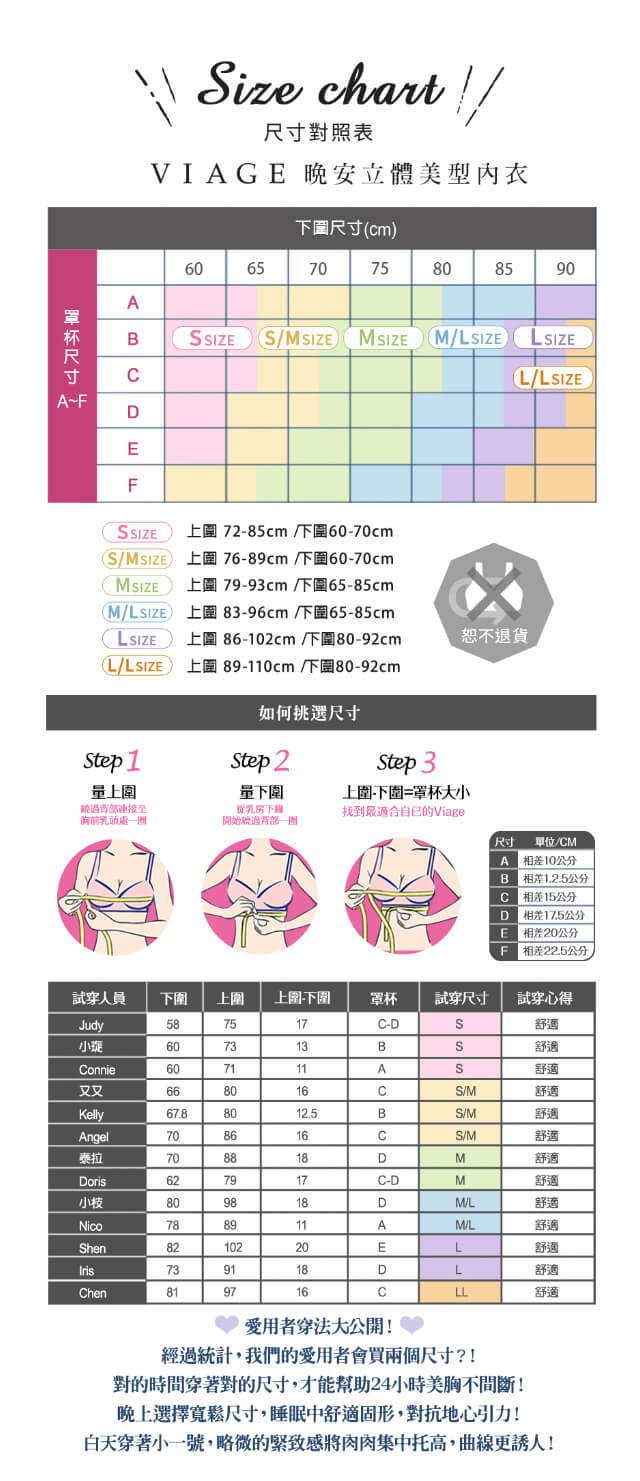 Size chart
尺寸對照表
VIAGE 晚安立體美型內衣
下圍尺寸(cm)
60 65 70 75 80 85 90
罩杯尺寸 A~F
A
B SSIZE S/MSIZE MSIZE M/LSIZE LSIZE
C L/LSIZE
D
E
F
SSIZE 上圍 72-85cm /下圍60-70cm
S/MSIZE 上圍 76-89cm /下圍60-70cm
MSIZE 上圍 79-93cm /下圍65-85cm
M/LSIZE 上圍 83-96cm /下圍65-85cm
LSIZE 上圍 86-102cm /下圍80-92cm
L/LSIZE 上圍 89-110cm /下圍80-92cm
恕不退貨
如何挑選尺寸
Step 1
量上圍
繞過背部連接至
胸前乳頭處一圈
Step 2
量下圍
從乳房下緣
開始繞過背部一圈
Step 3
上圍-下圍=罩杯大小
找到最適合自已的Viage
尺寸 單位/CM
A 相差10公分
B 相差1.2.5公分
C 相差15公分
D 相差17.5公分
E 相差20公分
F 相差22.5公分
試穿人員 下圍 上圍 上圍-下圍 罩杯 試穿尺寸 試穿心得
Judy 58 75 17 C-D S 舒適
小琁 60 73 13 B S 舒適
Connie 60 71 11 A S 舒適
又又 66 80 16 C S/M 舒適
Kelly 67.8 80 12.5 B S/M 舒適
Angel 70 86 16 C S/M 舒適
泰拉 70 88 18 D M 舒適
Doris 62 79 17 C-D M 舒適
小枝 80 98 18 D M/L 舒適
Nico 78 89 11 A M/L 舒適
Shen 82 102 20 E L 舒適
Iris 73 91 18 D L 舒適
Chen 81 97 16 C LL 舒適
愛用者穿法大公開!
經過統計,我們的愛用者會買兩個尺寸?!
對的時間穿著對的尺寸,才能幫助24小時美胸不間斷!
晚上選擇寬鬆尺寸,睡眠中舒適固形,對抗地心引力!
白天穿著小一號,略微的緊致感將肉肉集中托高,曲線更誘人!